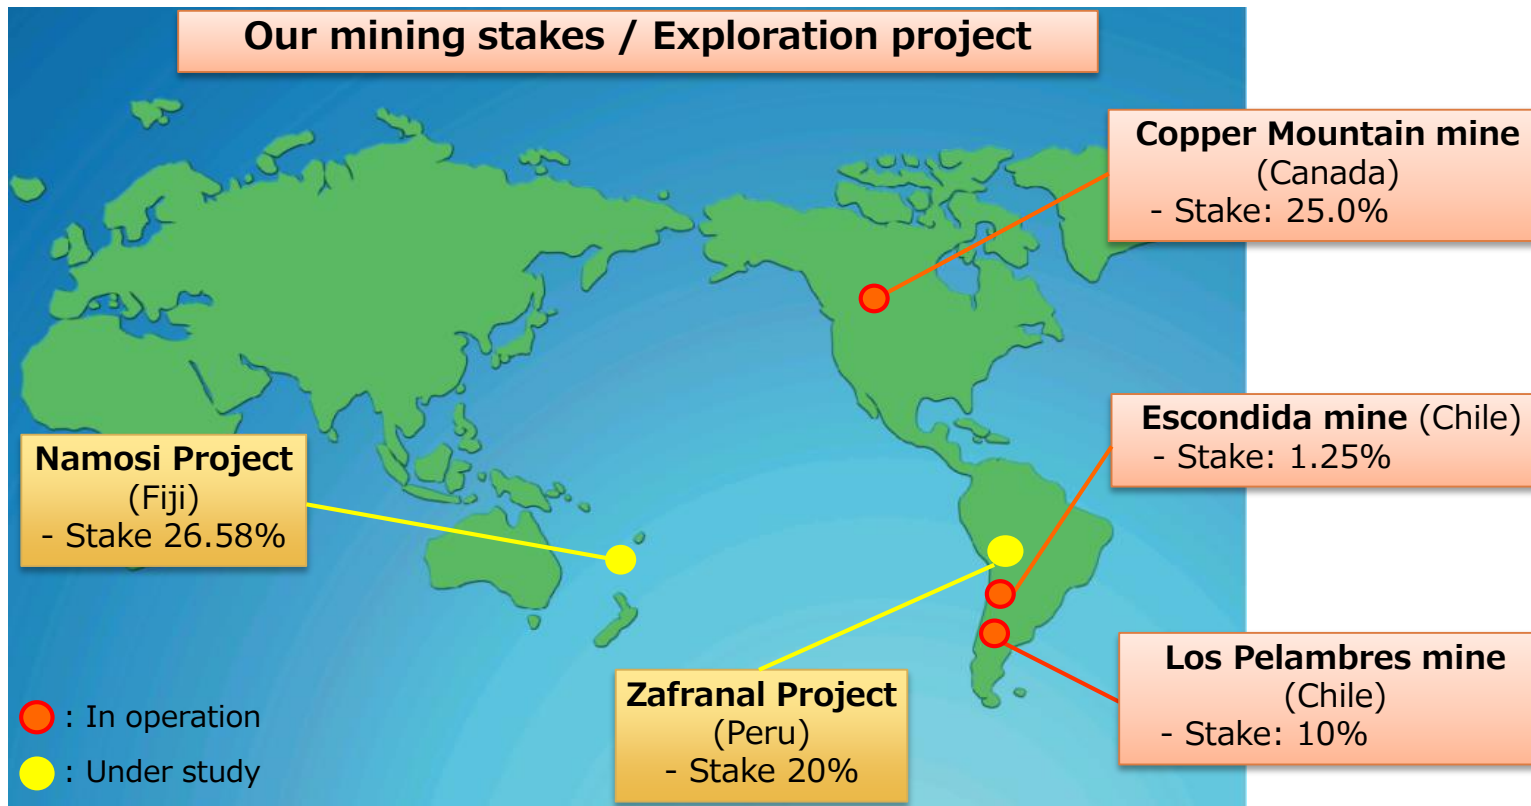 Our mining stakes / Exploration project
Copper Mountain mine
(Canada)
- Stake: 25.0%
Escondida mine (Chile)
- Stake: 1.25%
Namosi Project
(Fiji)
- Stake 26.58%
Los Pelambres mine
(Chile)
- Stake: 10%
Zafranal Project
(Peru)
- Stake 20%
: In operation
: Under study